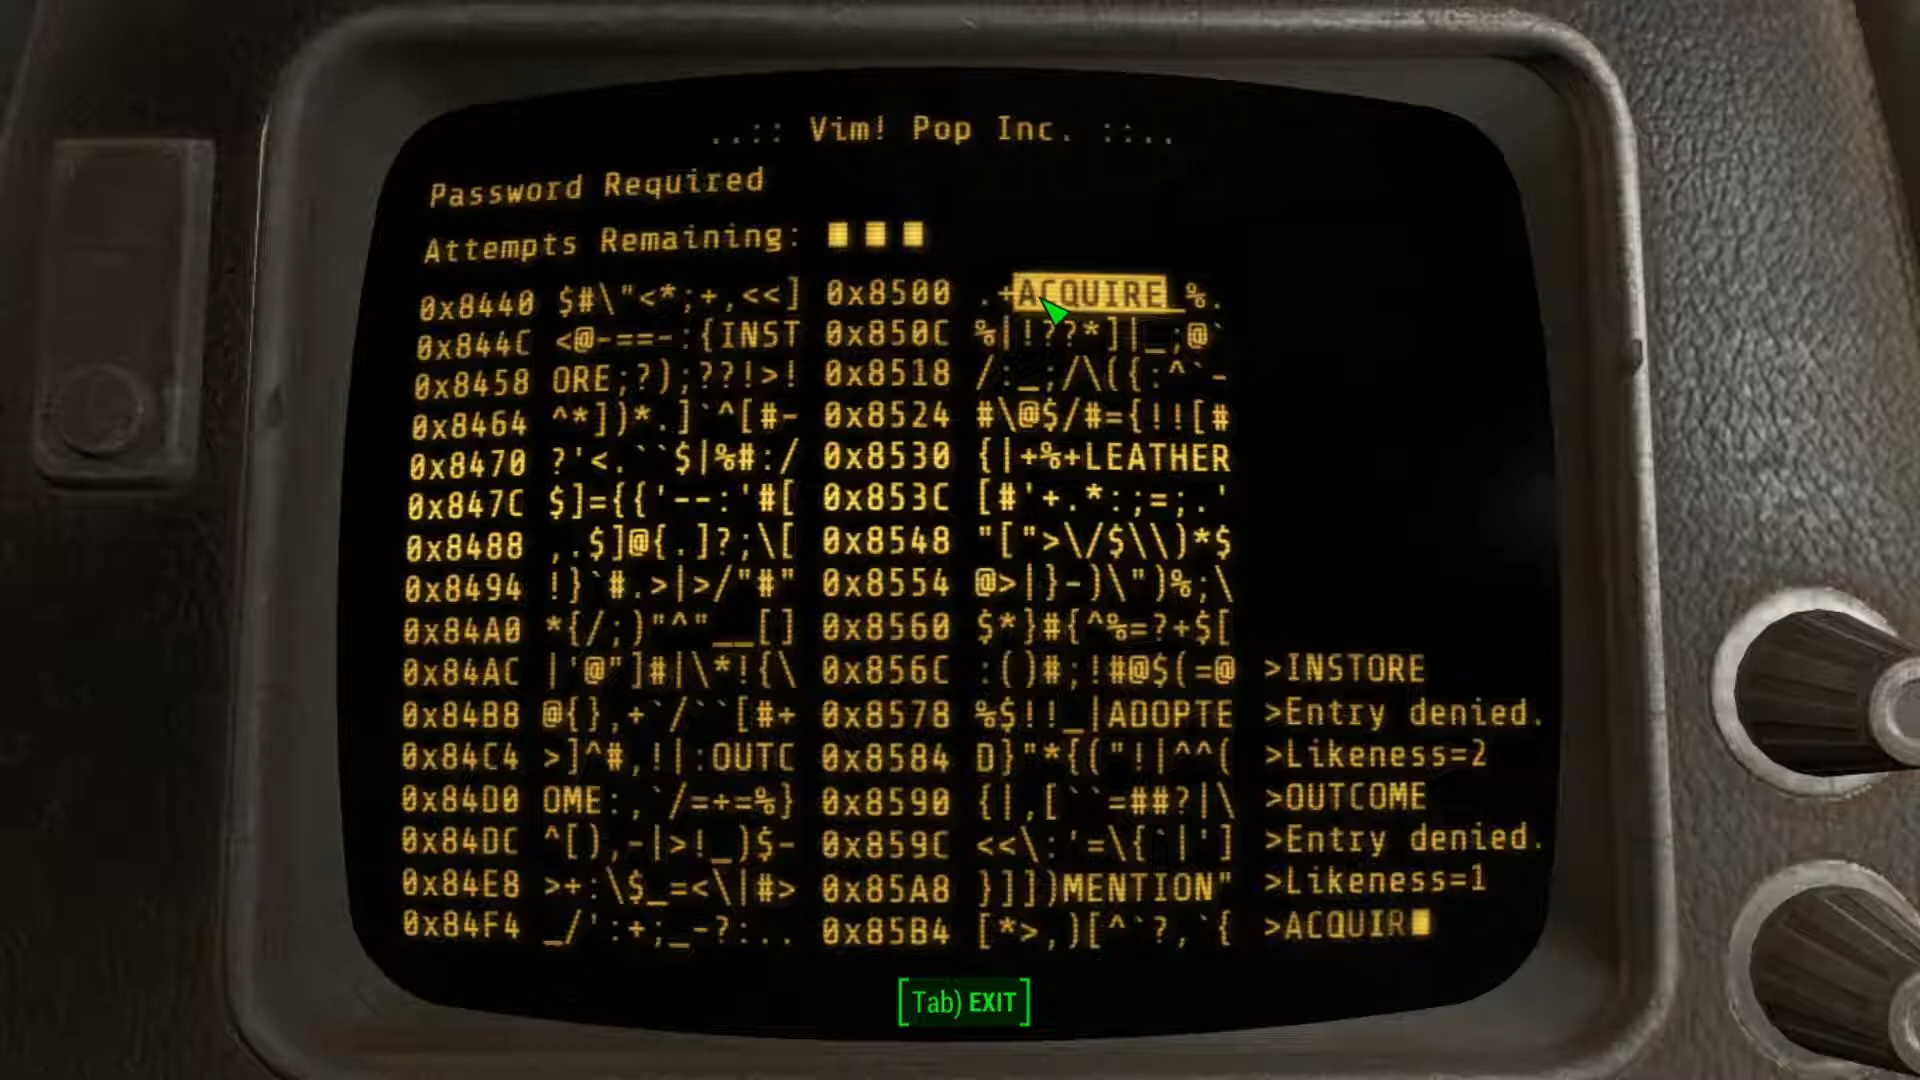 ..:: Vim! Pop Inc. ::..
Password Required
Attempts Remaining: ■ ■ ■
0x8440 $#\"<*;+,<<] 0x8500 .+ACQUIRE_%.
0x844C <@-==-:{INST 0x850C %|!??*]|_;@`
0x8458 ORE;?);??!>! 0x8518 /:_;/\({:^`-
0x8464 ^*])*.]`^[#- 0x8524 #\@$/#={!![#
0x8470 ?'<.``$|%#:/ 0x8530 {|+%+LEATHER
0x847C $]={{'--:'#[ 0x853C [#'+.*:;=;.'
0x8488 ,.$]@{.]?;\[ 0x8548 "[">\/$\\)*$
0x8494 !}`#.>|>/"#" 0x8554 @>|}-)\")%;\
0x84A0 *{/;)"^"__[] 0x8560 $*}#{^%=?+$[
0x84AC |'@"]#|\*!{\ 0x856C :()#;!#@$(=@
0x84B8 @{},+`/``[#+ 0x8578 %$!!_|ADOPTE
0x84C4 >]^#,!|:OUTC 0x8584 D}"*{("!|^^(
0x84D0 OME:,`/=+=%} 0x8590 {|,[``=##?|\
0x84DC ^[),-|>!_)$- 0x859C <<\:'=\{`|']
0x84E8 >+:\$_=<\|#> 0x85A8 }]])MENTION"
0x84F4 _/':+;_-?:.. 0x85B4 [*>,)[^`?,`{
>INSTORE
>Entry denied.
>Likeness=2
>OUTCOME
>Entry denied.
>Likeness=1
>ACQUIR■
[Tab) EXIT]